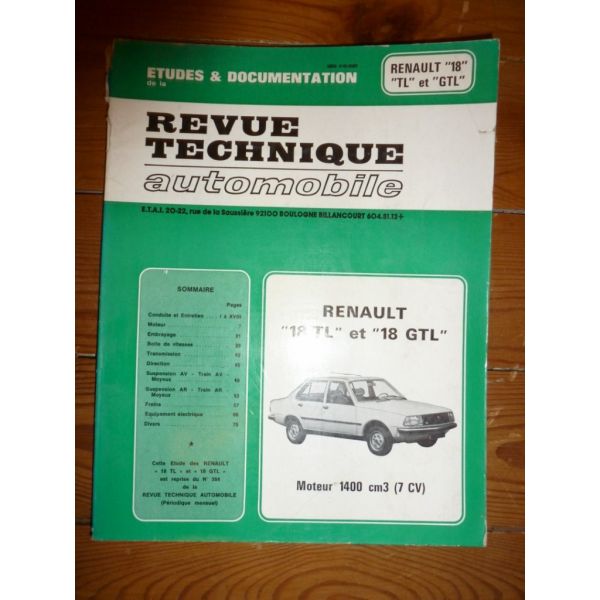 ETUDES & DOCUMENTATION
de la
RENAULT "18"
"TL" et "GTL"
REVUE
TECHNIQUE
automobile
E.T.A.I. 20-22, rue de la Saussière 92100 BOULOGNE BILLANCOURT 604.81.13+
SOMMAIRE
Pages
Conduite et Entretien .... I à XVIII
Moteur
Embrayage
Boîte de vitesses
Transmission
Direction
Suspension AV - Train AV -
Moyeux
Suspension AR - Train AR -
Moyeux
Freins
Equipement électrique
Divers
★
Cette Etude des RENAULT
« 18 TL » et « 18 GTL »
est reprise du N°
de la
REVUE TECHNIQUE AUTOMOBILE
(Périodique mensuel)
RENAULT
"18 TL" et "18 GTL"
Moteur 1400 cm3 (7 CV)